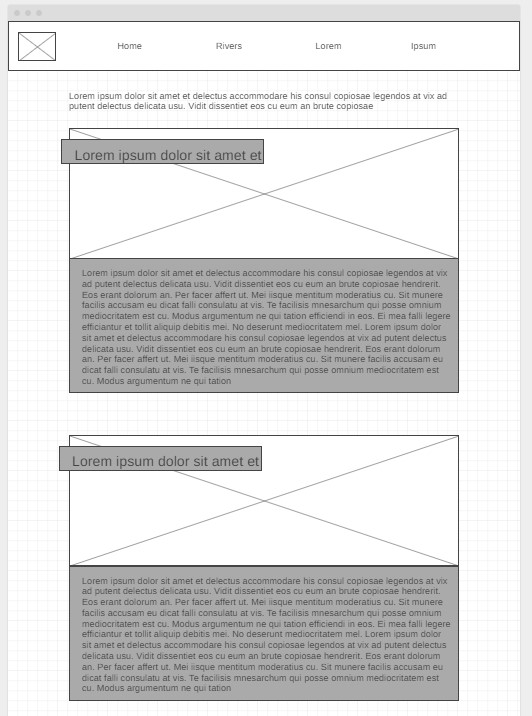 Home Rivers Lorem Ipsum
Lorem ipsum dolor sit amet et delectus accommodare his consul copiosae legendos at vix ad
putent delectus delicata usu. Vidit dissentiet eos cu eum an brute copiosae
Lorem ipsum dolor sit amet et
Lorem ipsum dolor sit amet et delectus accommodare his consul copiosae legendos at vix
ad putent delectus delicata usu. Vidit dissentiet eos cu eum an brute copiosae hendrerit.
Eos erant dolorum an. Per facer affert ut. Mei iisque mentitum moderatius cu. Sit munere
facilis accusam eu dicat falli consulatu at vis. Te facilisis mnesarchum qui posse omnium
mediocritatem est cu. Modus argumentum ne qui tation efficiendi in eos. Ei mea falli legere
efficiantur et tollit aliquip debitis mei. No deserunt mediocritatem mel. Lorem ipsum dolor
sit amet et delectus accommodare his consul copiosae legendos at vix ad putent delectus
delicata usu. Vidit dissentiet eos cu eum an brute copiosae hendrerit. Eos erant dolorum
an. Per facer affert ut. Mei iisque mentitum moderatius cu. Sit munere facilis accusam eu
dicat falli consulatu at vis. Te facilisis mnesarchum qui posse omnium mediocritatem est
cu. Modus argumentum ne qui tation
Lorem ipsum dolor sit amet et
Lorem ipsum dolor sit amet et delectus accommodare his consul copiosae legendos at vix
ad putent delectus delicata usu. Vidit dissentiet eos cu eum an brute copiosae hendrerit.
Eos erant dolorum an. Per facer affert ut. Mei iisque mentitum moderatius cu. Sit munere
facilis accusam eu dicat falli consulatu at vis. Te facilisis mnesarchum qui posse omnium
mediocritatem est cu. Modus argumentum ne qui tation efficiendi in eos. Ei mea falli legere
efficiantur et tollit aliquip debitis mei. No deserunt mediocritatem mel. Lorem ipsum dolor
sit amet et delectus accommodare his consul copiosae legendos at vix ad putent delectus
delicata usu. Vidit dissentiet eos cu eum an brute copiosae hendrerit. Eos erant dolorum
an. Per facer affert ut. Mei iisque mentitum moderatius cu. Sit munere facilis accusam eu
dicat falli consulatu at vis. Te facilisis mnesarchum qui posse omnium mediocritatem est
cu. Modus argumentum ne qui tation